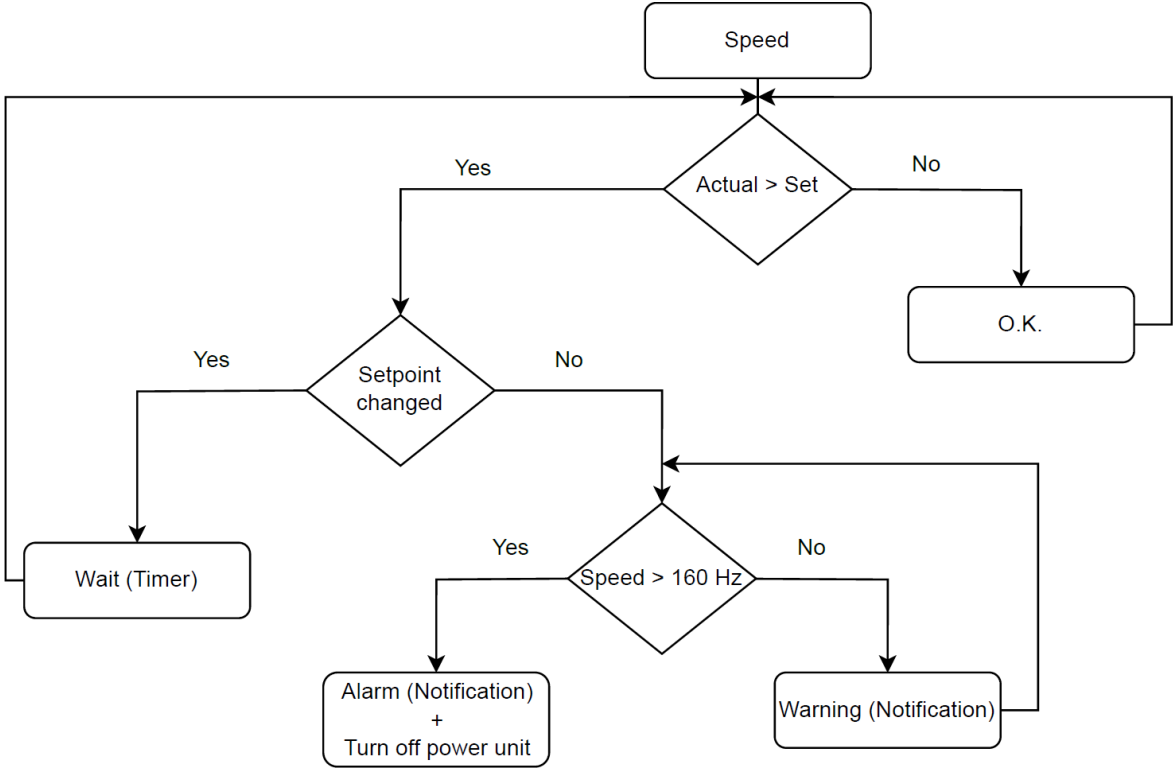 Speed
Yes
No
Actual > Set
O.K.
Yes
No
Setpoint
changed
Yes
No
Wait (Timer)
Speed > 160 Hz
Alarm (Notification)
+
Turn off power unit
Warning (Notification)